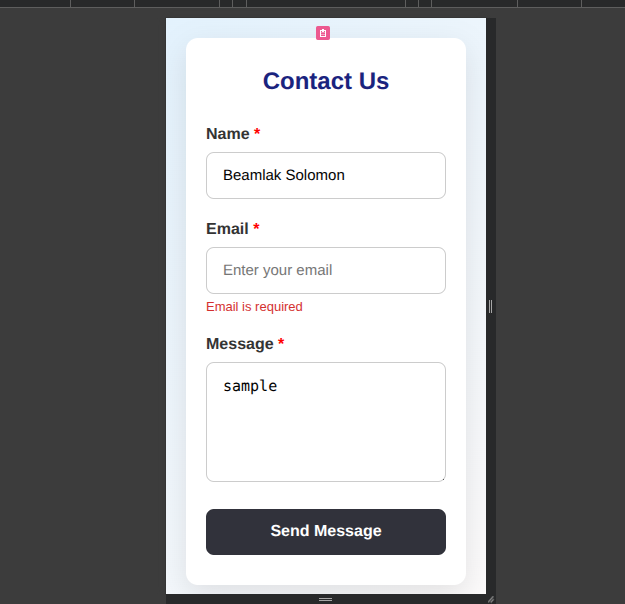 Contact Us
Name *
Beamlak Solomon
Email *
Enter your email
Email is required
Message *
sample
Send Message